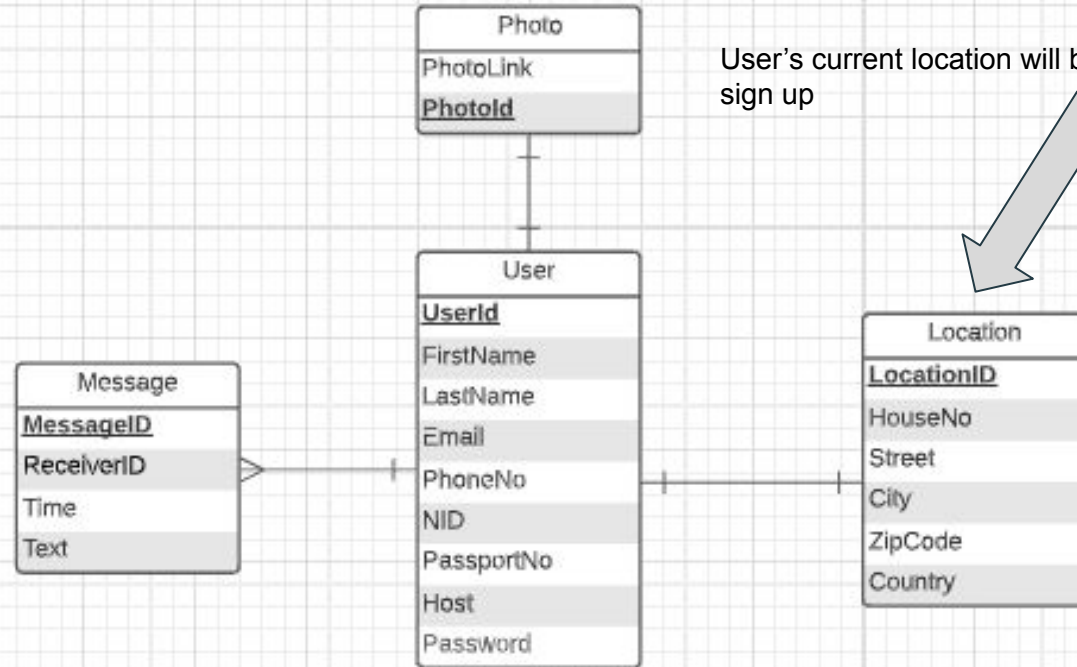 Photo
PhotoLink
PhotoId
User's current location will
sign up
User
UserId
FirstName
LastName
Email
PhoneNo
NID
PassportNo
Host
Password
Message
MessageID
ReceiverID
Time
Text
Location
LocationID
HouseNo
Street
City
ZipCode
Country